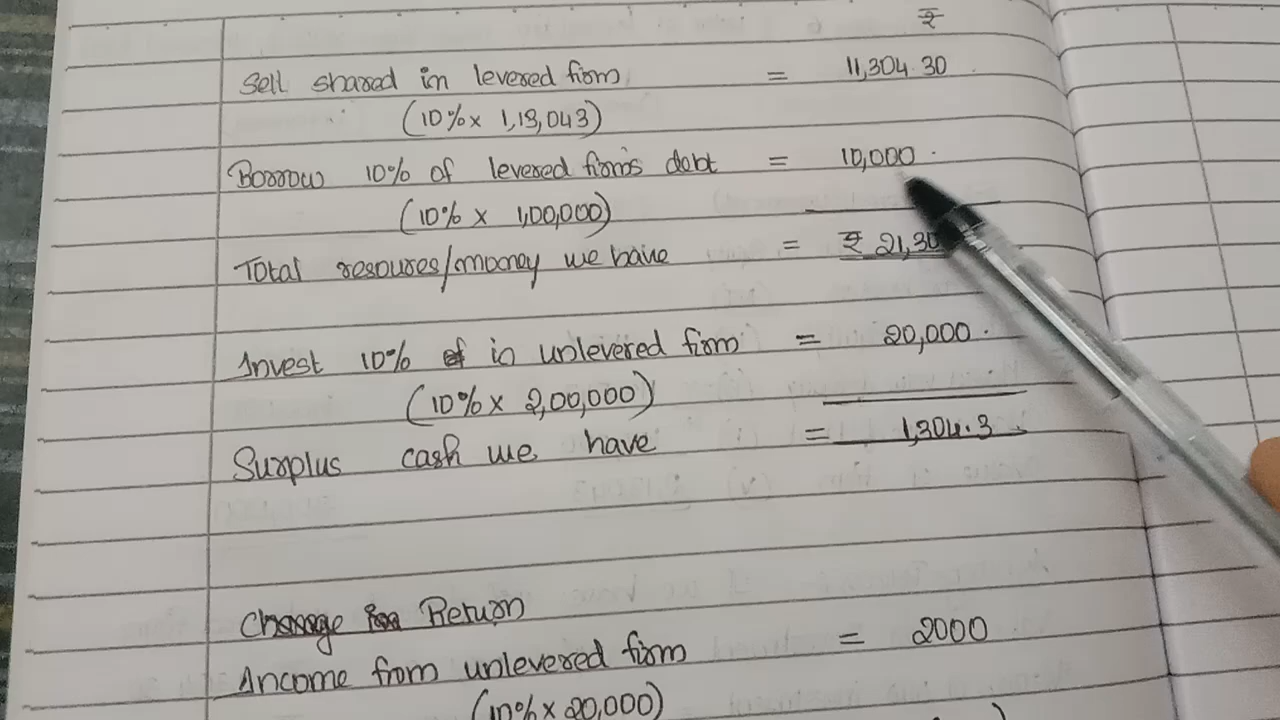 ₹
Sell shared in levered firm = 11,304.30
(10% x 1,13,043)
Borrow 10% of levered firm's debt = 10,000.
(10% x 1,00,000)
Total resoures/money we have = ₹ 21,30
Invest 10% of in unlevered firm = 20,000.
(10% x 2,00,000)
Surplus cash we have = 1,304.3
Change Return
Income from unlevered firm = 2000
(10% x 20,000)